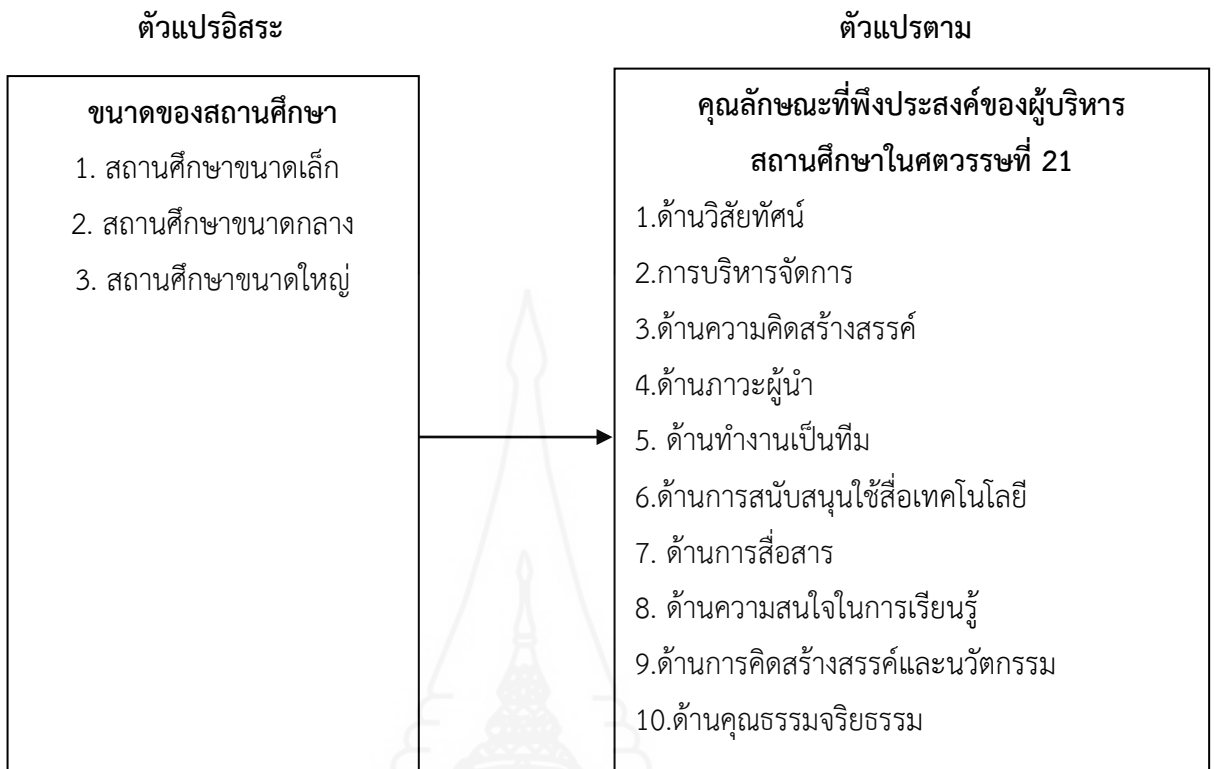 ตัวแปรอิสระ
ตัวแปรตาม
ขนาดของสถานศึกษา
1. สถานศึกษาขนาดเล็ก
2. สถานศึกษาขนาดกลาง
3. สถานศึกษาขนาดใหญ่
คุณลักษณะที่พึงประสงค์ของผู้บริหาร
สถานศึกษาในศตวรรษที่ 21
1.ด้านวิสัยทัศน์
2.การบริหารจัดการ
3.ด้านความคิดสร้างสรรค์
4.ด้านภาวะผู้นำ
5. ด้านทำงานเป็นทีม
6.ด้านการสนับสนุนใช้สื่อเทคโนโลยี
7. ด้านการสื่อสาร
8. ด้านความสนใจในการเรียนรู้
9.ด้านการคิดสร้างสรรค์และนวัตกรรม
10.ด้านคุณธรรมจริยธรรม